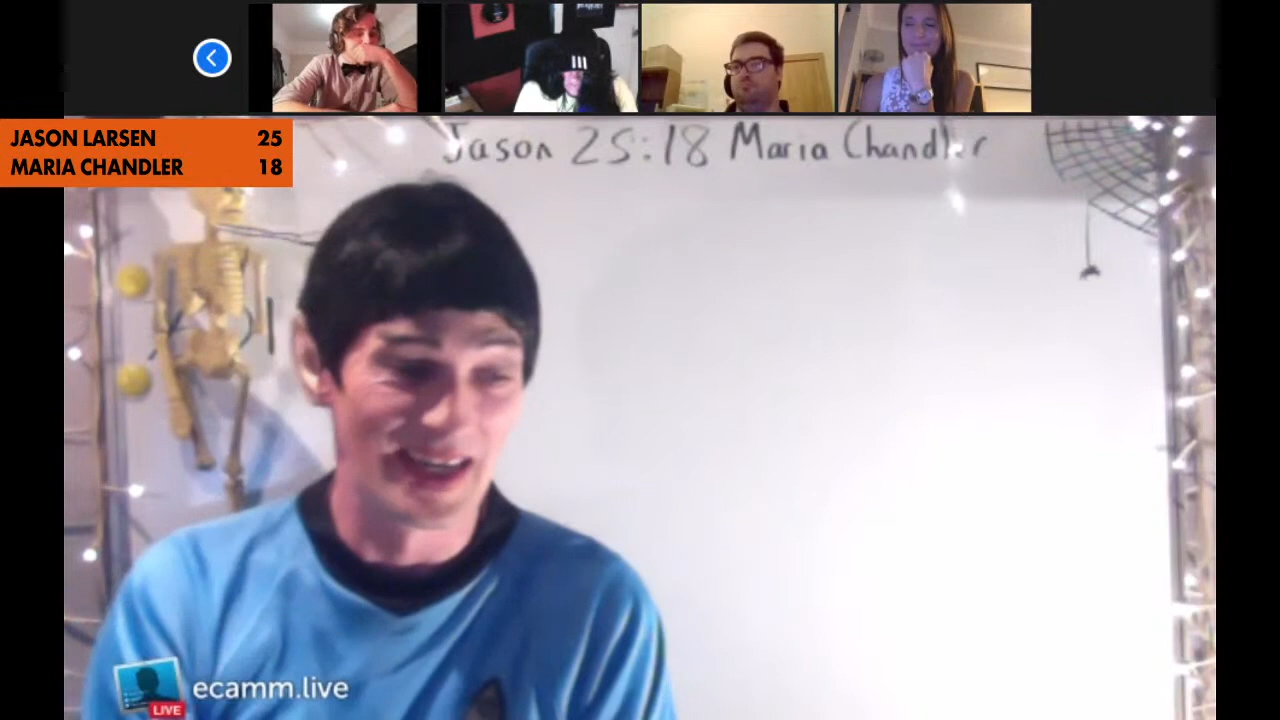 JASON LARSEN 25
MARIA CHANDLER 18
Jason 25:18 Maria Chandler
ecamm.live
LIVE